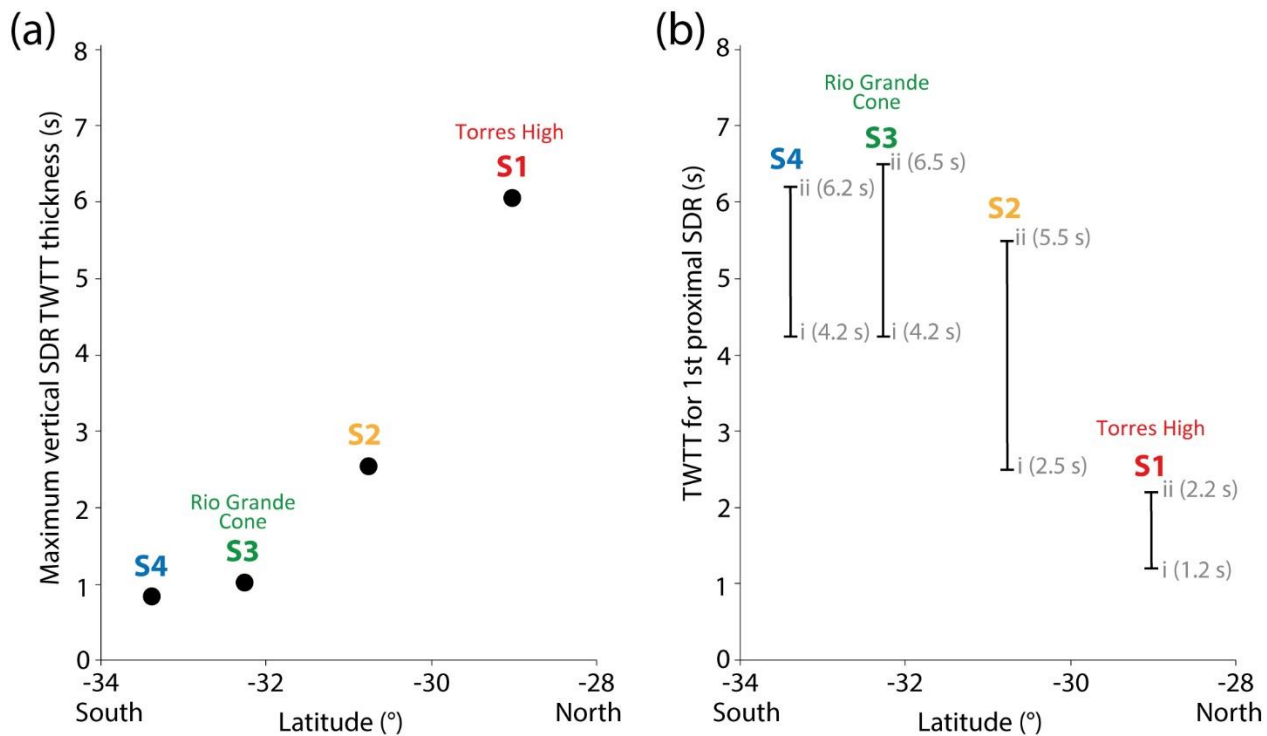 (a)
Maximum vertical SDR TWTT thickness (s)
8
7
6
5
4
3
2
1
0
Torres High
S1
S2
Rio Grande
Cone
S3
S4
-34
-32
-30
-28
South
Latitude (°)
North
(b)
TWTT for 1st proximal SDR (s)
8
7
6
5
4
3
2
1
0
Rio Grande
Cone
S3
S4
ii (6.5 s)
ii (6.2 s)
S2
ii (5.5 s)
i (4.2 s)
i (4.2 s)
Torres High
S1
i (2.5 s)
ii (2.2 s)
i (1.2 s)
-34
-32
-30
-28
South
Latitude (°)
North